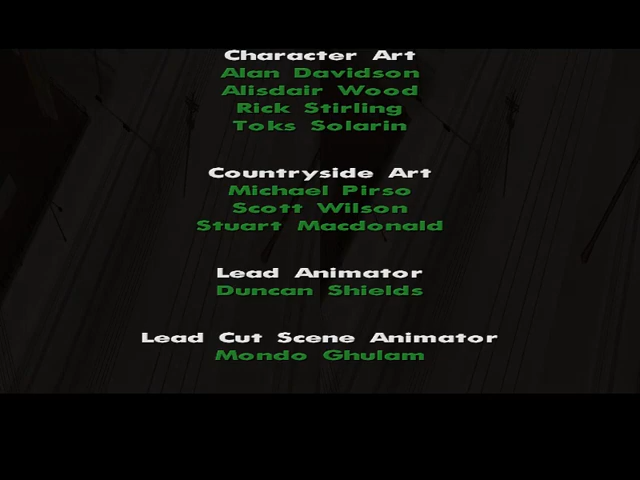 Character Art
Alan Davidson
Alisdair Wood
Rick Stirling
Toks Solarin
Countryside Art
Michael Pirso
Scott Wilson
Stuart Macdonald
Lead Animator
Duncan Shields
Lead Cut Scene Animator
Mondo Ghulam